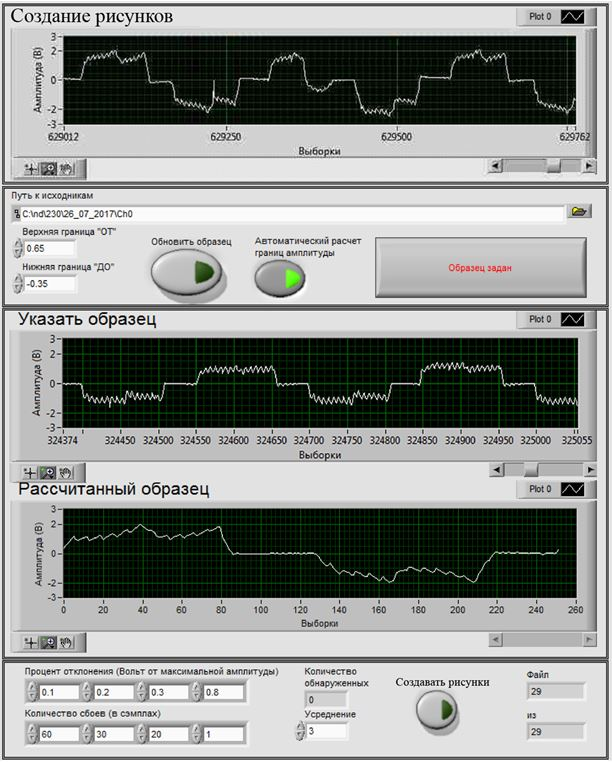 Создание рисунков
Plot 0
Амплитуда (В)
3
2
0
-2
-3
629012 629250 629500 629762
Выборки
Путь к исходникам
C:\nd\230\26_07_2017\Ch0
Верхняя граница "ОТ"
0.65
Нижняя граница "ДО"
-0.35
Обновить образец
Автоматический расчет
границ амплитуды
Образец задан
Указать образец
Plot 0
Амплитуда (В)
3
2
0
-2
-3
324374 324450 324500 324550 324600 324650 324700 324750 324800 324850 324900 324950 325000 325055
Выборки
Рассчитанный образец
Plot 0
Амплитуда (В)
3
2
0
-2
-3
0 20 40 60 80 100 120 140 160 180 200 220 240 260
Выборки
Процент отклонения (Вольт от максимальной амплитуды)
0.1 0.2 0.3 0.8
Количество сбоев (в сэмплах)
60 30 20 1
Количество
обнаруженных
0
Усреднение
3
Создавать рисунки
Файл
29
из
29